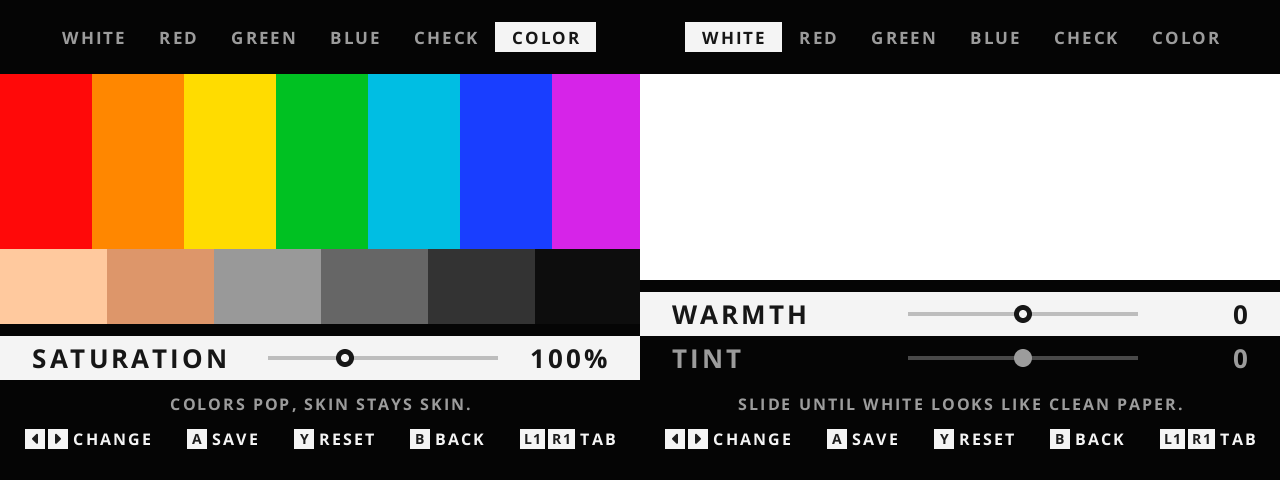 WHITE RED GREEN BLUE CHECK COLOR
SATURATION 100%
COLORS POP, SKIN STAYS SKIN.
CHANGE A SAVE Y RESET B BACK L1 R1 TAB
WHITE RED GREEN BLUE CHECK COLOR
WARMTH 0
TINT 0
SLIDE UNTIL WHITE LOOKS LIKE CLEAN PAPER.
CHANGE A SAVE Y RESET B BACK L1 R1 TAB